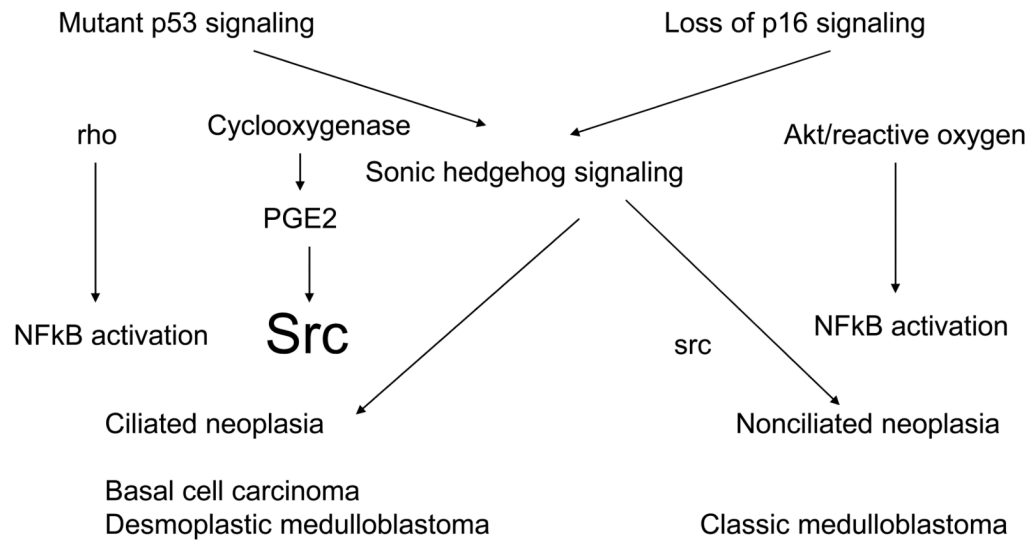 Mutant p53 signaling
Loss of p16 signaling
rho
Cyclooxygenase
Akt/reactive oxygen
Sonic hedgehog signaling
PGE2
NFkB activation
Src
src
NFkB activation
Ciliated neoplasia
Nonciliated neoplasia
Basal cell carcinoma
Desmoplastic medulloblastoma
Classic medulloblastoma